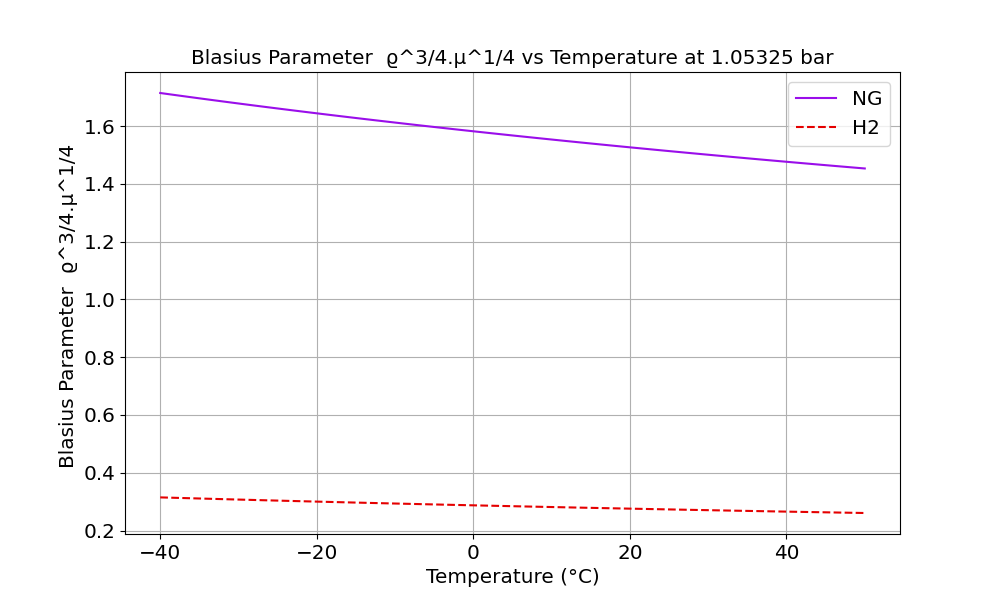 Blasius Parameter  ϱ^3/4.μ^1/4 vs Temperature at 1.05325 bar
NG
H2
Blasius Parameter  ϱ^3/4.μ^1/4
1.6
1.4
1.2
1.0
0.8
0.6
0.4
0.2
−40
−20
0
20
40
Temperature (°C)